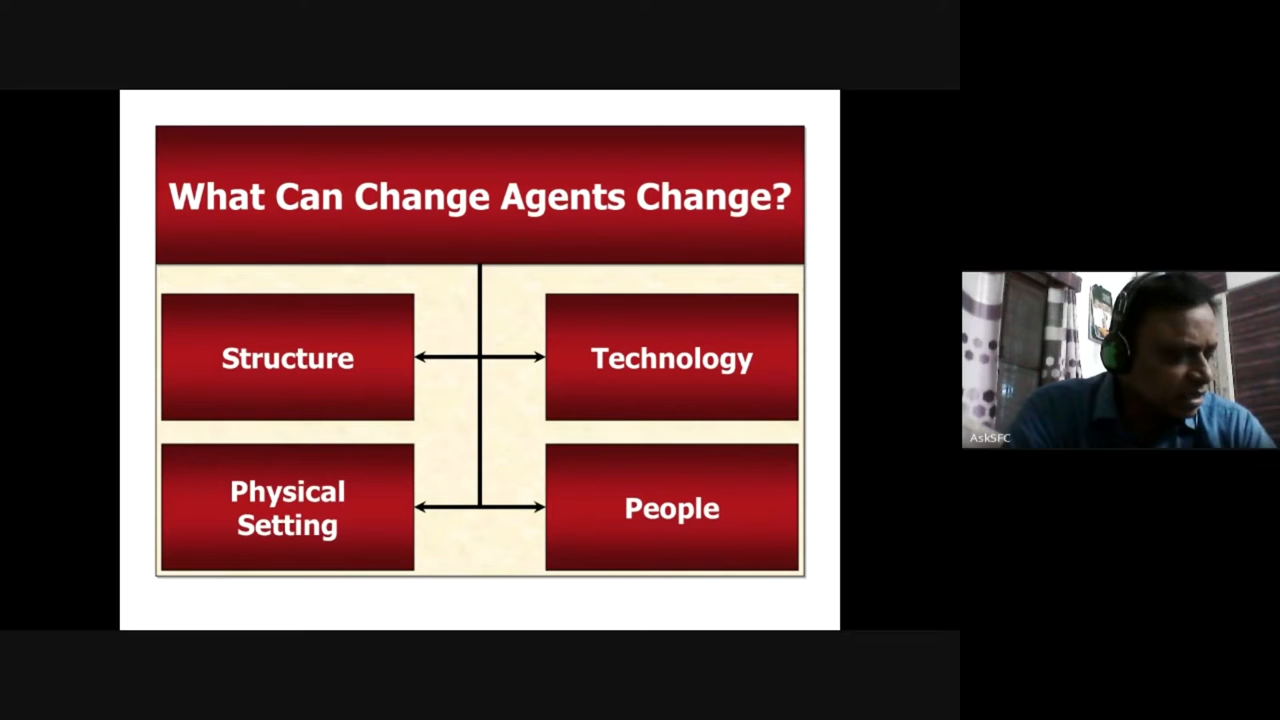 What Can Change Agents Change?
Structure
Technology
Physical
Setting
People
AskSFC